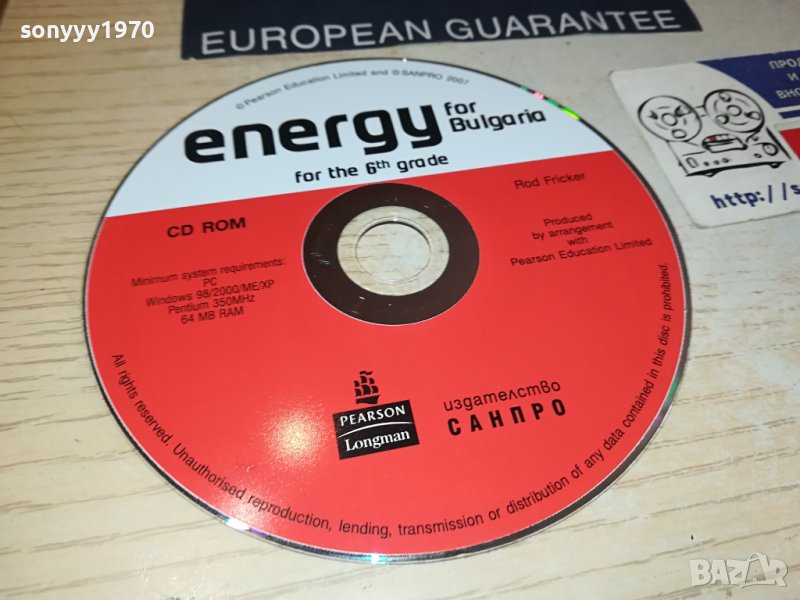 sonyyy1970
EUROPEAN GUARANTEE
ПРОД
И
ВНО
http://s
© Pearson Education Limited and © SANPRO 2007
energy for Bulgaria
for the 6th grade
CD ROM
Rod Fricker
Minimum system requirements:
PC
Windows 98/2000/ME/XP
Pentium 350MHz
64 MB RAM
Produced
by arrangement
with
Pearson Education Limited
PEARSON
Longman
издателство
САНПРО
All rights reserved. Unauthorised reproduction, lending, transmission or distribution of any data contained in this disc is prohibited.
BAZAR